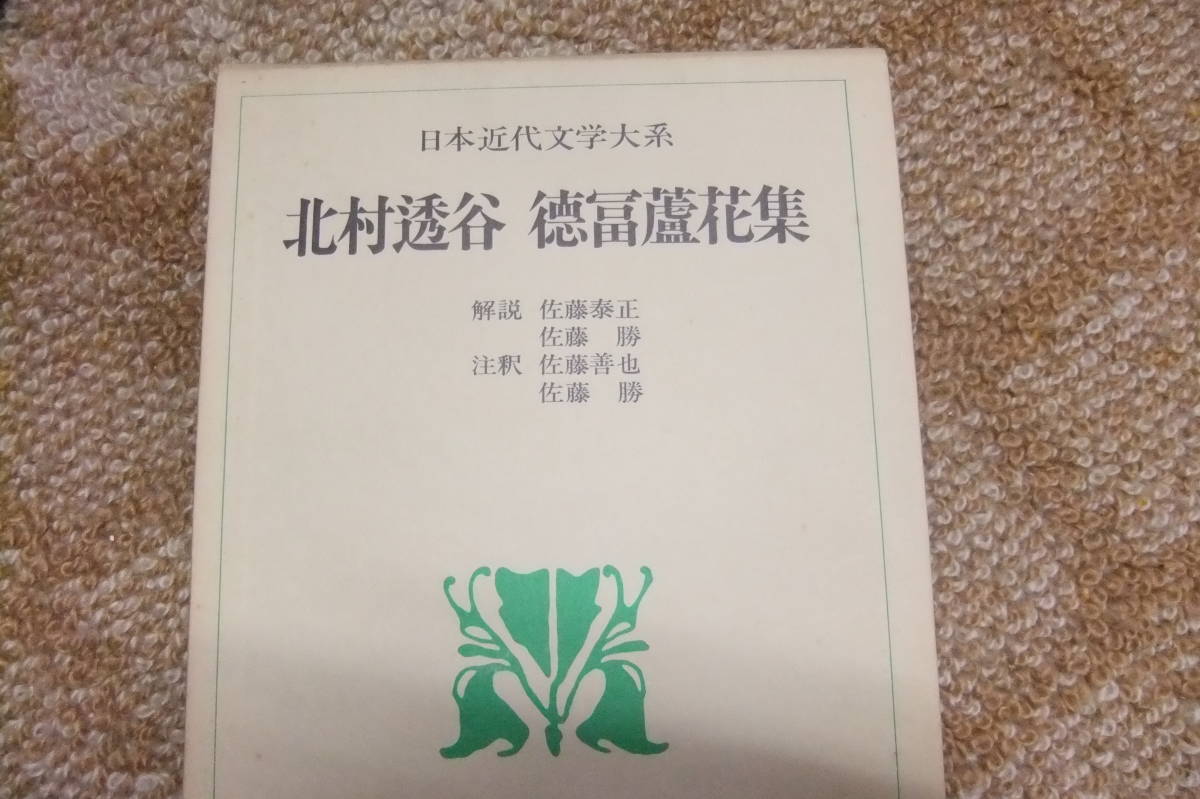 日本近代文学大系
北村透谷 徳冨蘆花集
解説 佐藤泰正
佐藤 勝
注釈 佐藤善也
佐藤 勝